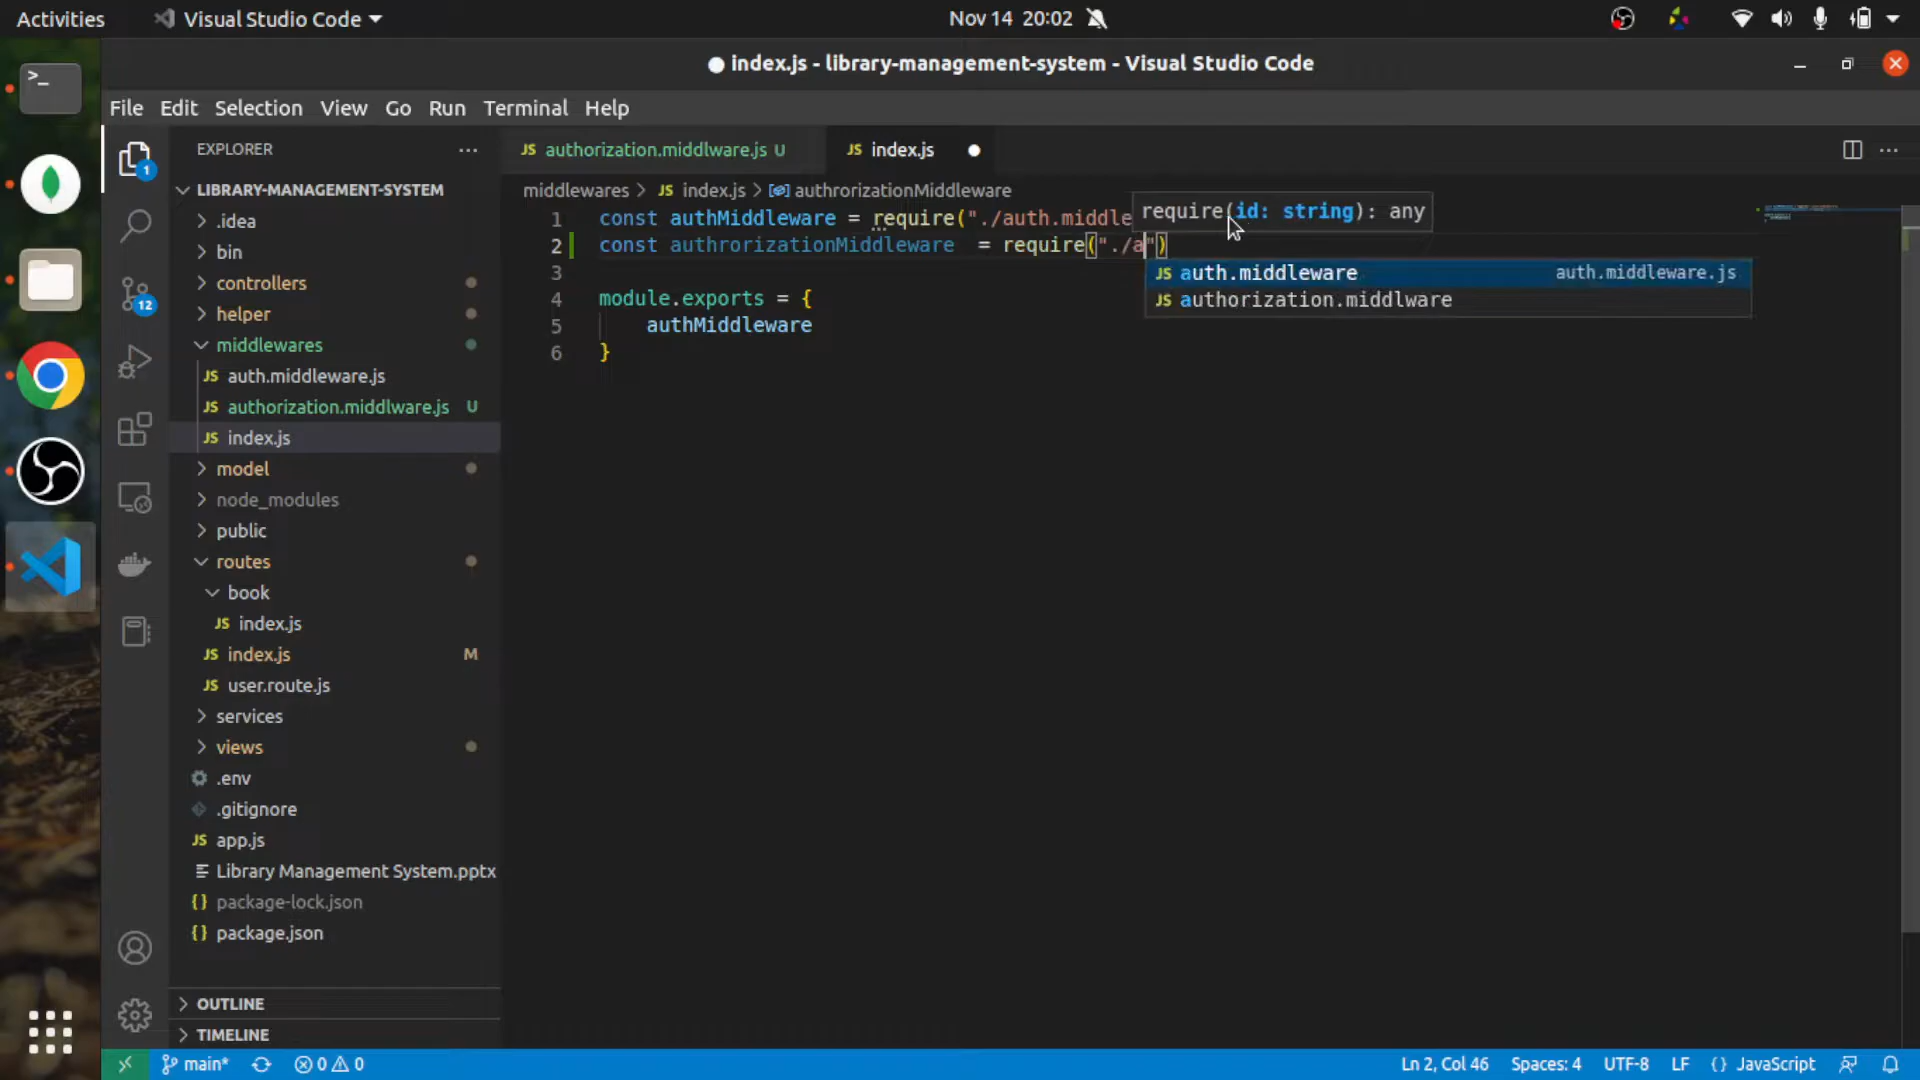 Activities
Visual Studio Code
Nov 14 20:02
index.js - library-management-system - Visual Studio Code
File Edit Selection View Go Run Terminal Help
EXPLORER
authorization.middlware.js U
index.js
LIBRARY-MANAGEMENT-SYSTEM
middlewares > JS index.js > authrorizationMiddleware
.idea
bin
controllers
helper
middlewares
JS auth.middleware.js
JS authorization.middlware.js U
JS index.js
model
node_modules
public
routes
book
JS index.js
JS index.js M
JS user.route.js
services
views
.env
.gitignore
JS app.js
Library Management System.pptx
{} package-lock.json
{} package.json
OUTLINE
TIMELINE
1
12
1 const authMiddleware = require("./auth.middle
2 const authrorizationMiddleware  = require("./a")
3
4 module.exports = {
5     authMiddleware
6 }
require(id: string): any
JS auth.middleware auth.middleware.js
JS authorization.middlware
main* 0 0
Ln 2, Col 46 Spaces: 4 UTF-8 LF {} JavaScript